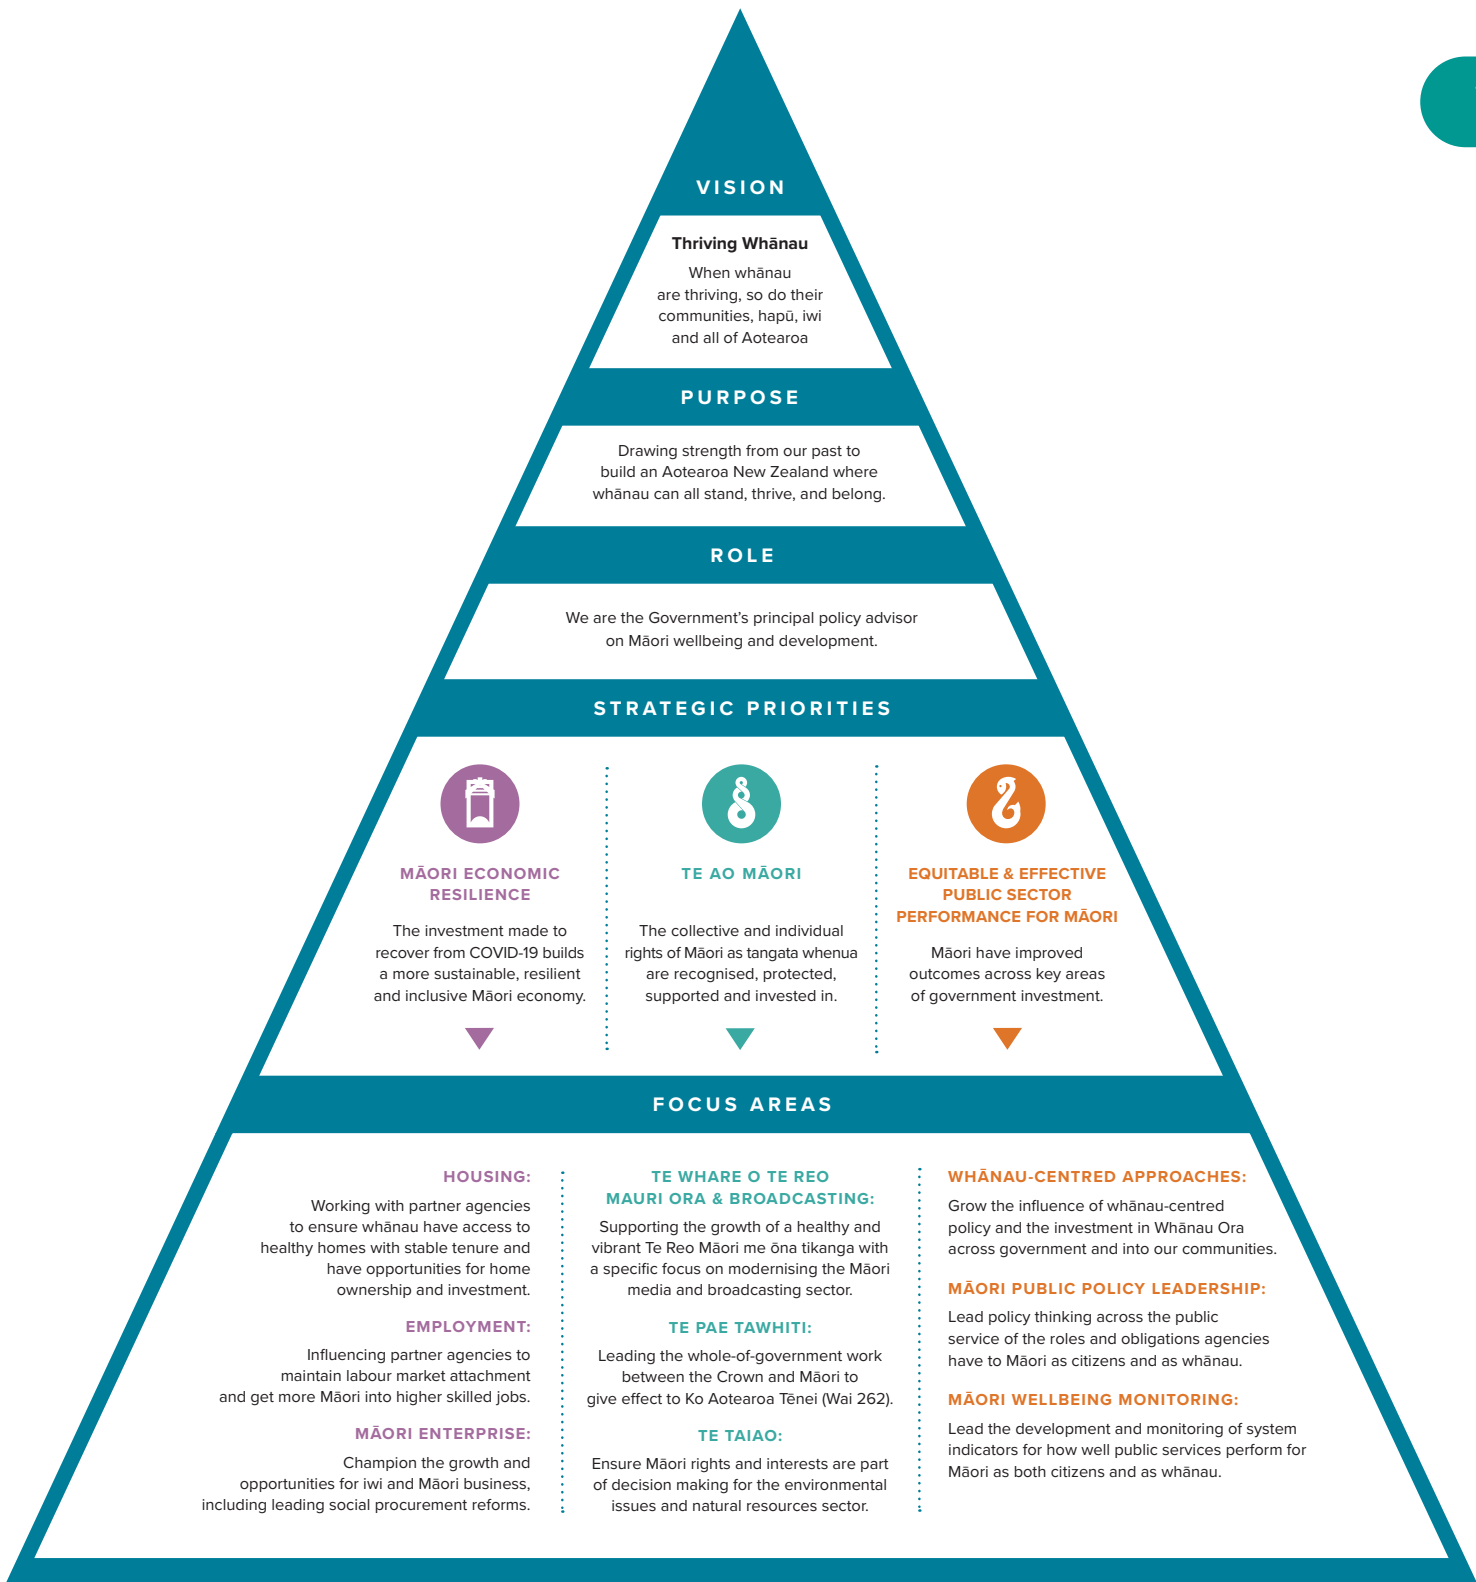 VISION
Thriving Whānau
When whānau
are thriving, so do their
communities, hapū, iwi
and all of Aotearoa
PURPOSE
Drawing strength from our past to
build an Aotearoa New Zealand where
whānau can all stand, thrive, and belong.
ROLE
We are the Government’s principal policy advisor
on Māori wellbeing and development.
STRATEGIC PRIORITIES
MĀORI ECONOMIC
RESILIENCE
The investment made to
recover from COVID-19 builds
a more sustainable, resilient
and inclusive Māori economy.
TE AO MĀORI
The collective and individual
rights of Māori as tangata whenua
are recognised, protected,
supported and invested in.
EQUITABLE & EFFECTIVE
PUBLIC SECTOR
PERFORMANCE FOR MĀORI
Māori have improved
outcomes across key areas
of government investment.
FOCUS AREAS
HOUSING:
Working with partner agencies
to ensure whānau have access to
healthy homes with stable tenure and
have opportunities for home
ownership and investment.
EMPLOYMENT:
Influencing partner agencies to
maintain labour market attachment
and get more Māori into higher skilled jobs.
MĀORI ENTERPRISE:
Champion the growth and
opportunities for iwi and Māori business,
including leading social procurement reforms.
TE WHARE O TE REO
MAURI ORA & BROADCASTING:
Supporting the growth of a healthy and
vibrant Te Reo Māori me ōna tikanga with
a specific focus on modernising the Māori
media and broadcasting sector.
TE PAE TAWHITI:
Leading the whole-of-government work
between the Crown and Māori to
give effect to Ko Aotearoa Tēnei (Wai 262).
TE TAIAO:
Ensure Māori rights and interests are part
of decision making for the environmental
issues and natural resources sector.
WHĀNAU-CENTRED APPROACHES:
Grow the influence of whānau-centred
policy and the investment in Whānau Ora
across government and into our communities.
MĀORI PUBLIC POLICY LEADERSHIP:
Lead policy thinking across the public
service of the roles and obligations agencies
have to Māori as citizens and as whānau.
MĀORI WELLBEING MONITORING:
Lead the development and monitoring of system
indicators for how well public services perform for
Māori as both citizens and as whānau.